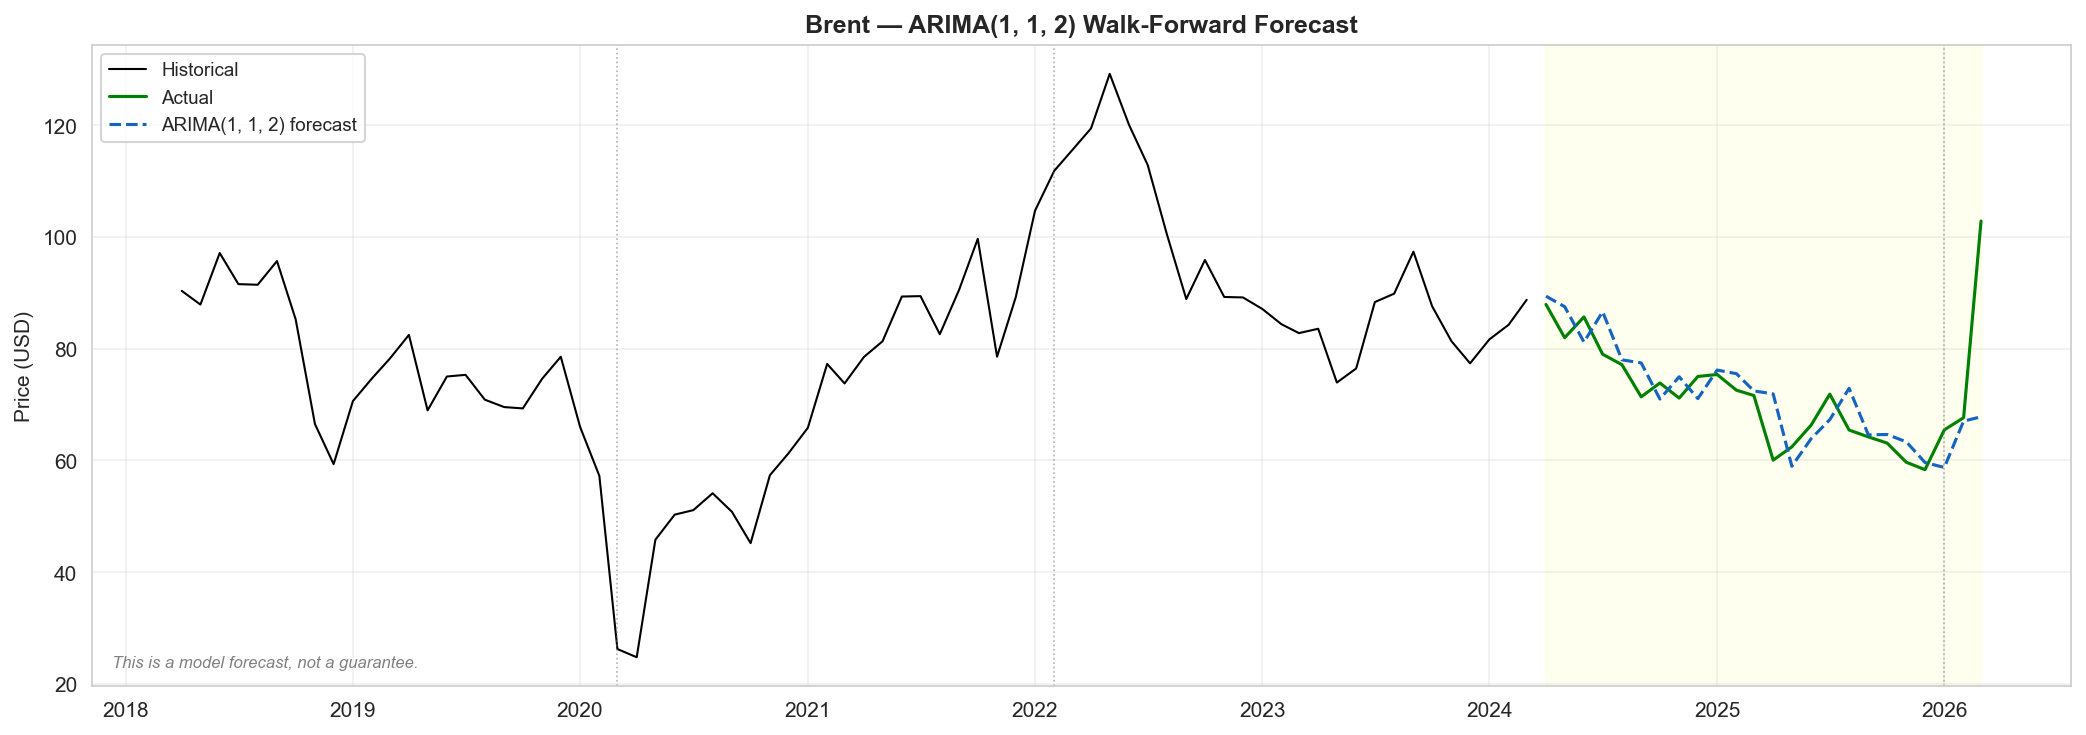 Brent — ARIMA(1, 1, 2) Walk-Forward Forecast
Historical
Actual
ARIMA(1, 1, 2) forecast
Price (USD)
120
100
80
60
40
20
This is a model forecast, not a guarantee.
2018 2019 2020 2021 2022 2023 2024 2025 2026